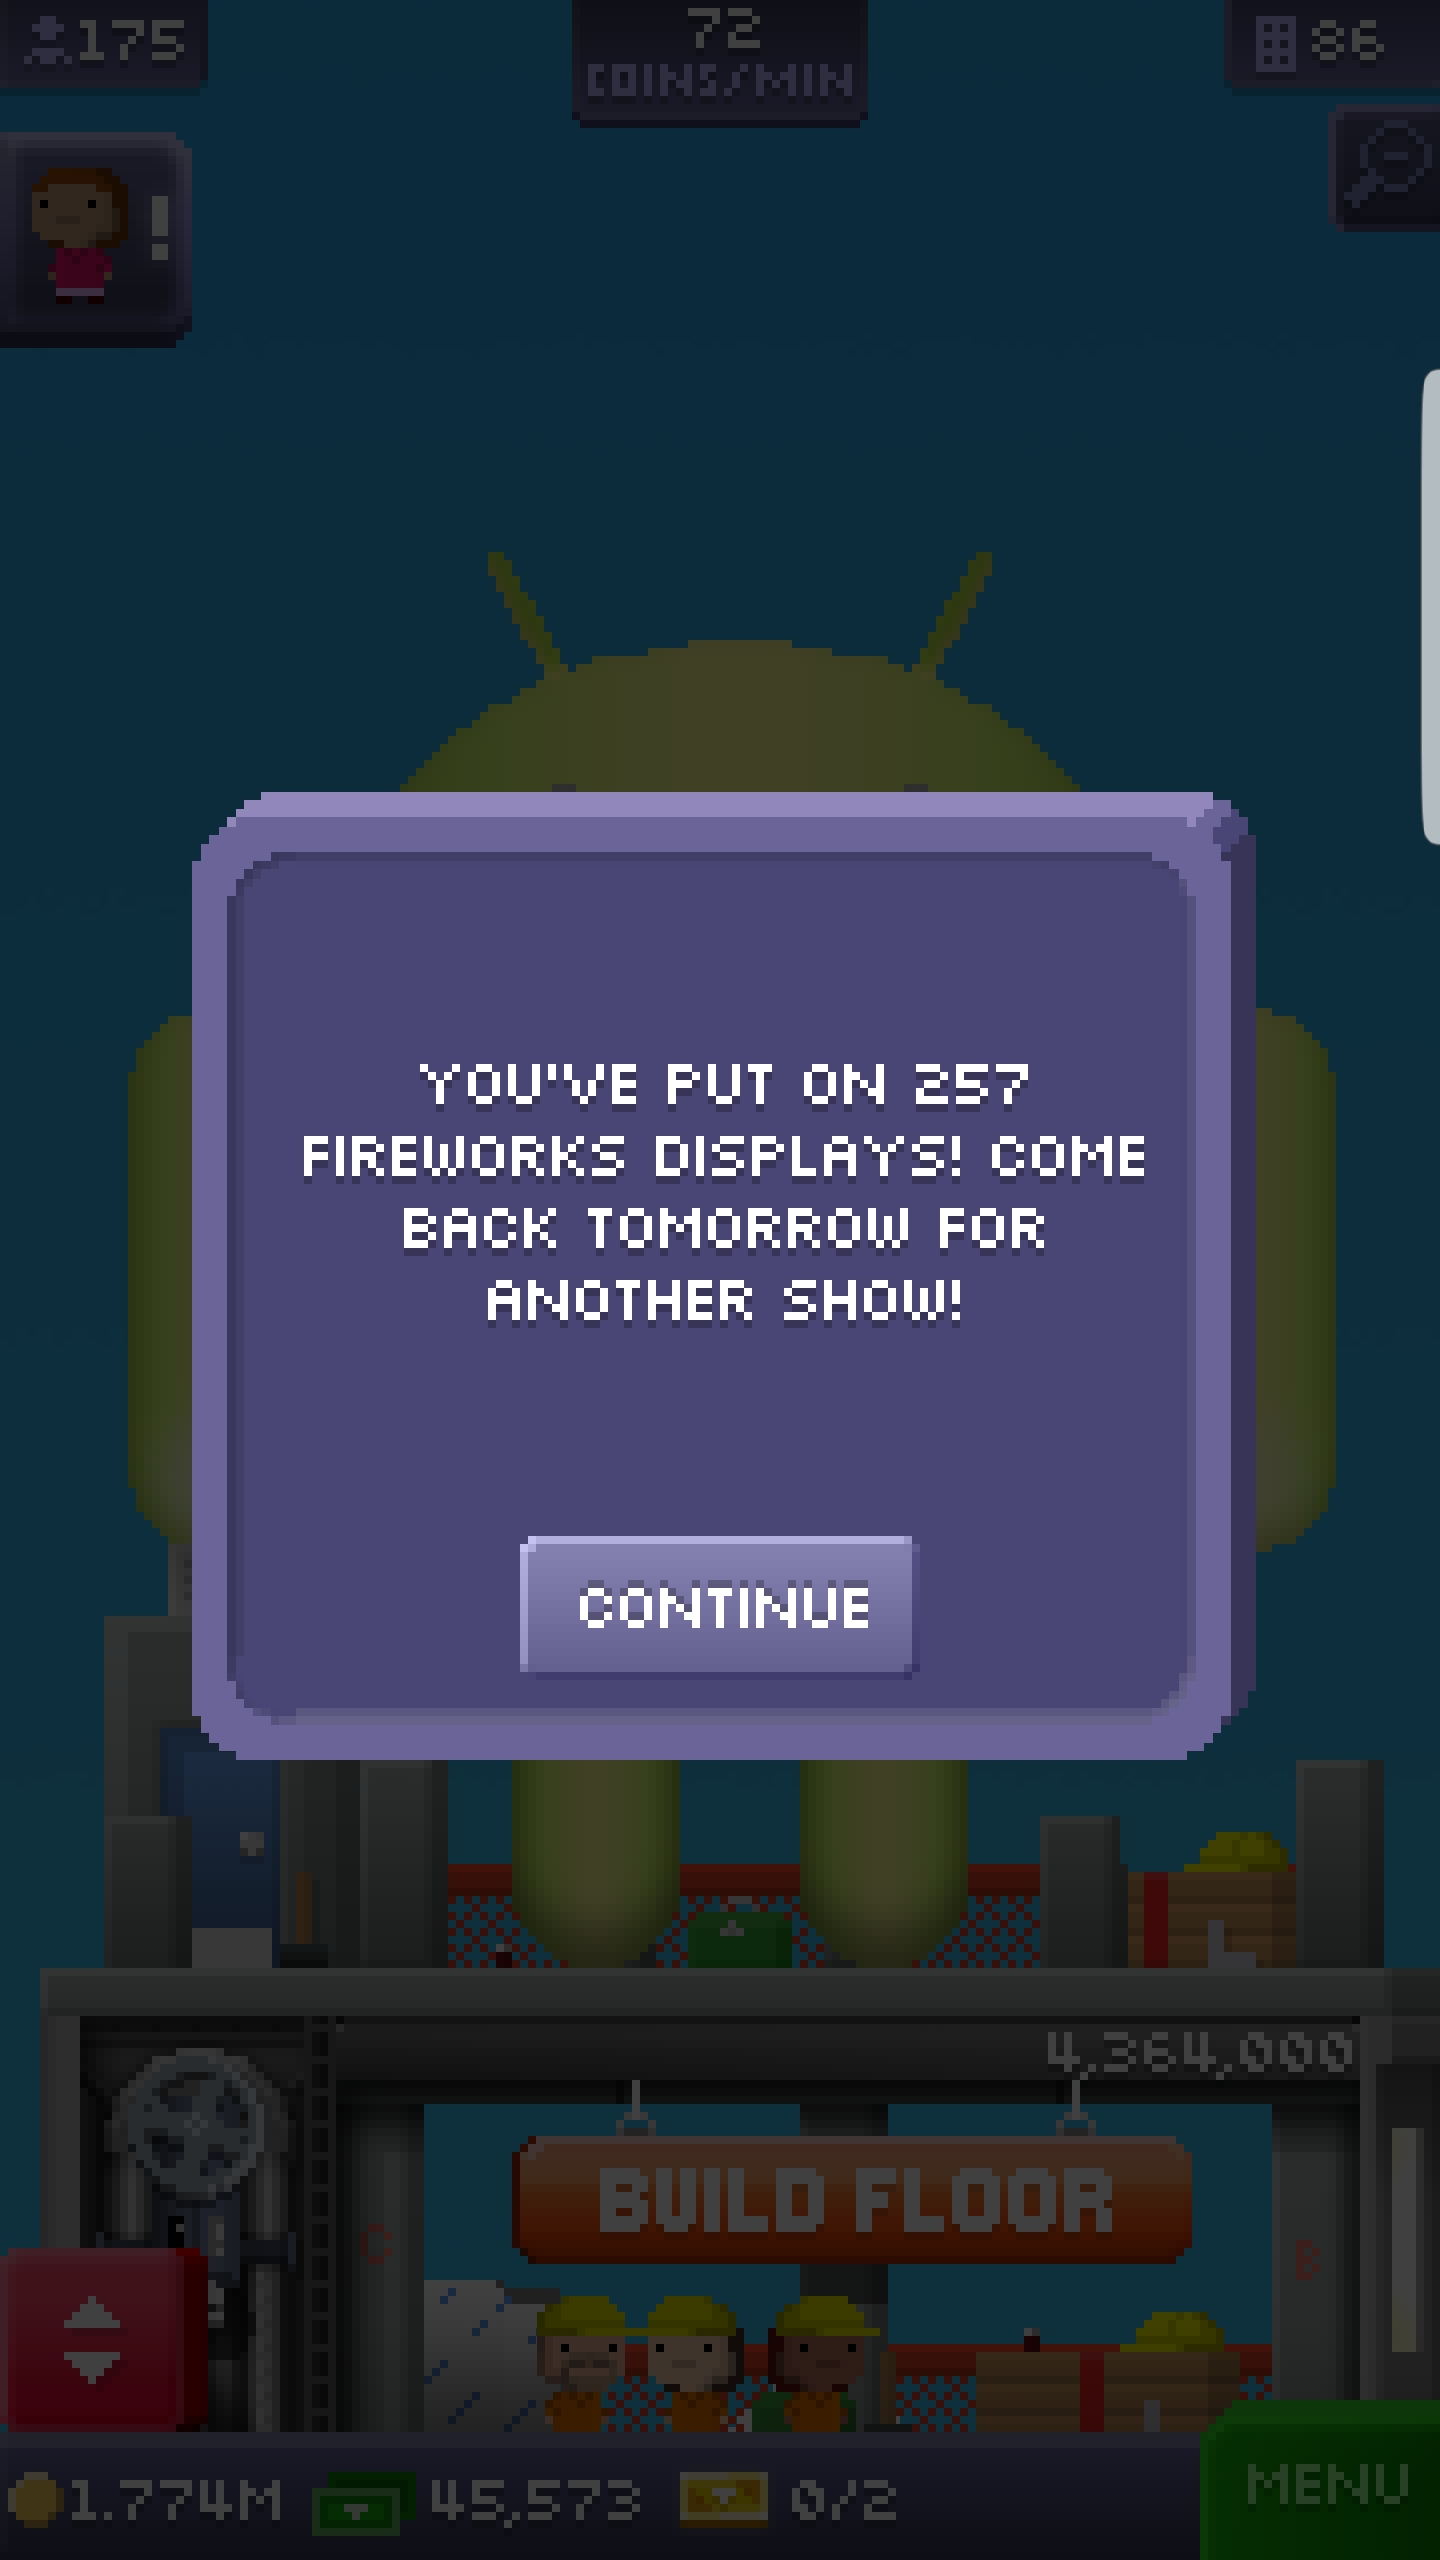 175
72
COINS/MIN
86
!
YOU'VE PUT ON 257
FIREWORKS DISPLAYS! COME
BACK TOMORROW FOR
ANOTHER SHOW!
CONTINUE
4,364,000
BUILD FLOOR
C
B
1.774M
45,573
0/2
MENU